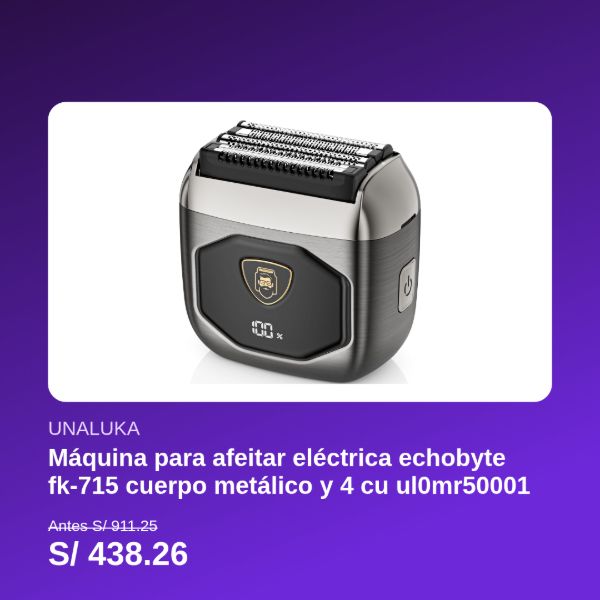 100 %
UNALUKA
Máquina para afeitar eléctrica echobyte
fk-715 cuerpo metálico y 4 cu ul0mr50001
Antes S/ 911.25
S/ 438.26